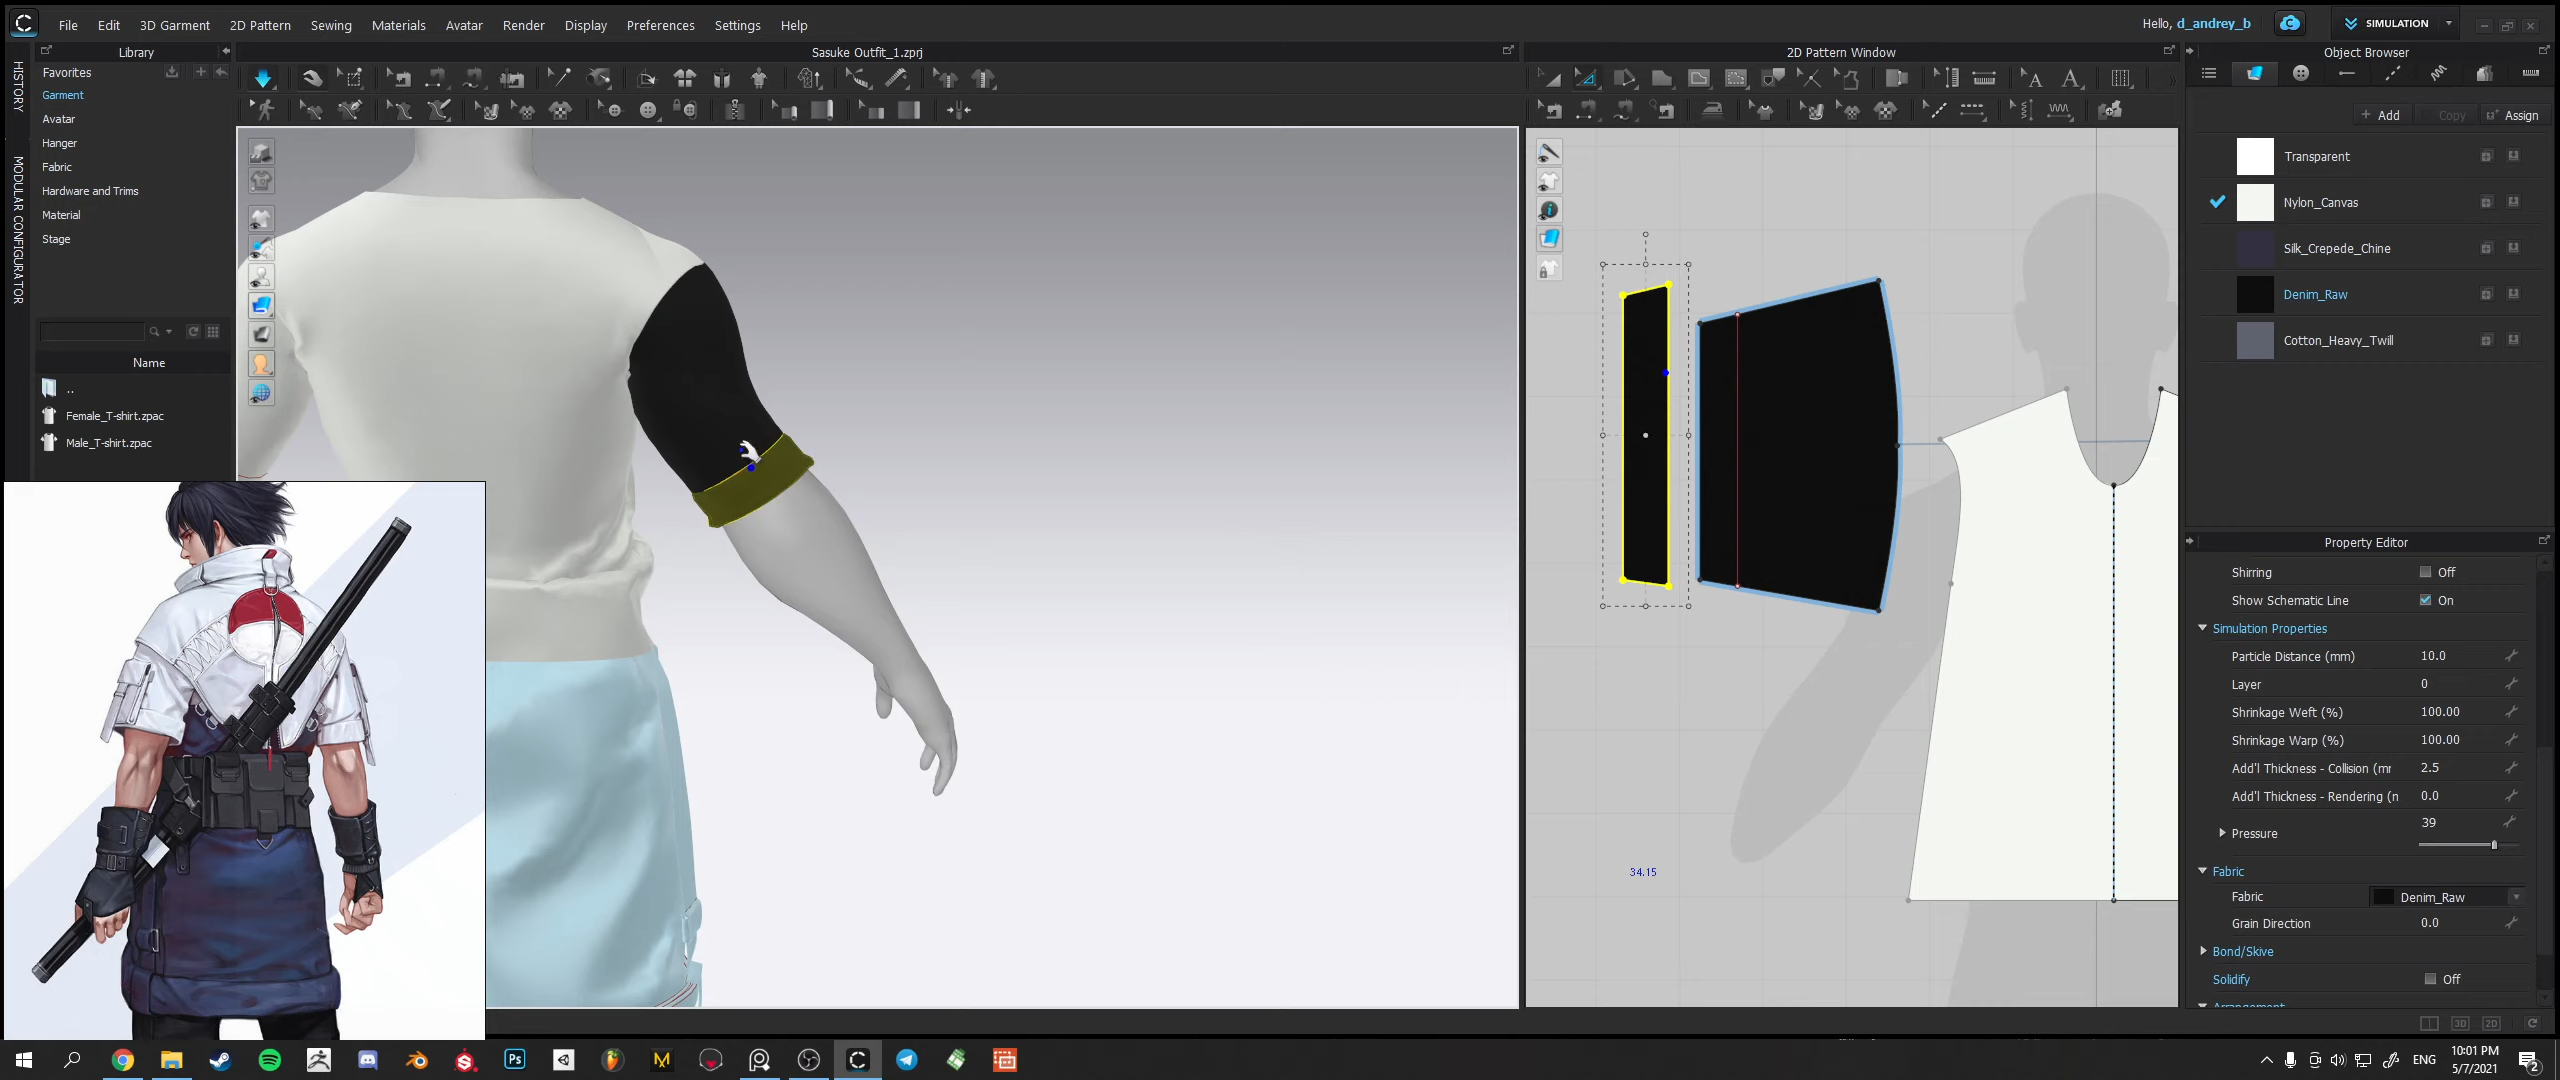 File Edit 3D Garment 2D Pattern Sewing Materials Avatar Render Display Preferences Settings Help
Hello, d_andrey_b
SIMULATION
Library
Sasuke Outfit_1.zprj
2D Pattern Window
Object Browser
HISTORY
MODULAR CONFIGURATOR
Favorites
Garment
Avatar
Hanger
Fabric
Hardware and Trims
Material
Stage
Name
..
Female_T-shirt.zpac
Male_T-shirt.zpac
34.15
Add Copy Assign
Transparent
Nylon_Canvas
Silk_Crepede_Chine
Denim_Raw
Cotton_Heavy_Twill
Property Editor
Shirring Off
Show Schematic Line On
Simulation Properties
Particle Distance (mm) 10.0
Layer 0
Shrinkage Weft (%) 100.00
Shrinkage Warp (%) 100.00
Add'l Thickness - Collision (mr 2.5
Add'l Thickness - Rendering (n 0.0
Pressure 39
Fabric
Fabric Denim_Raw
Grain Direction 0.0
Bond/Skive
Solidify Off
3D 2D
ENG
10:01 PM
5/7/2021
2